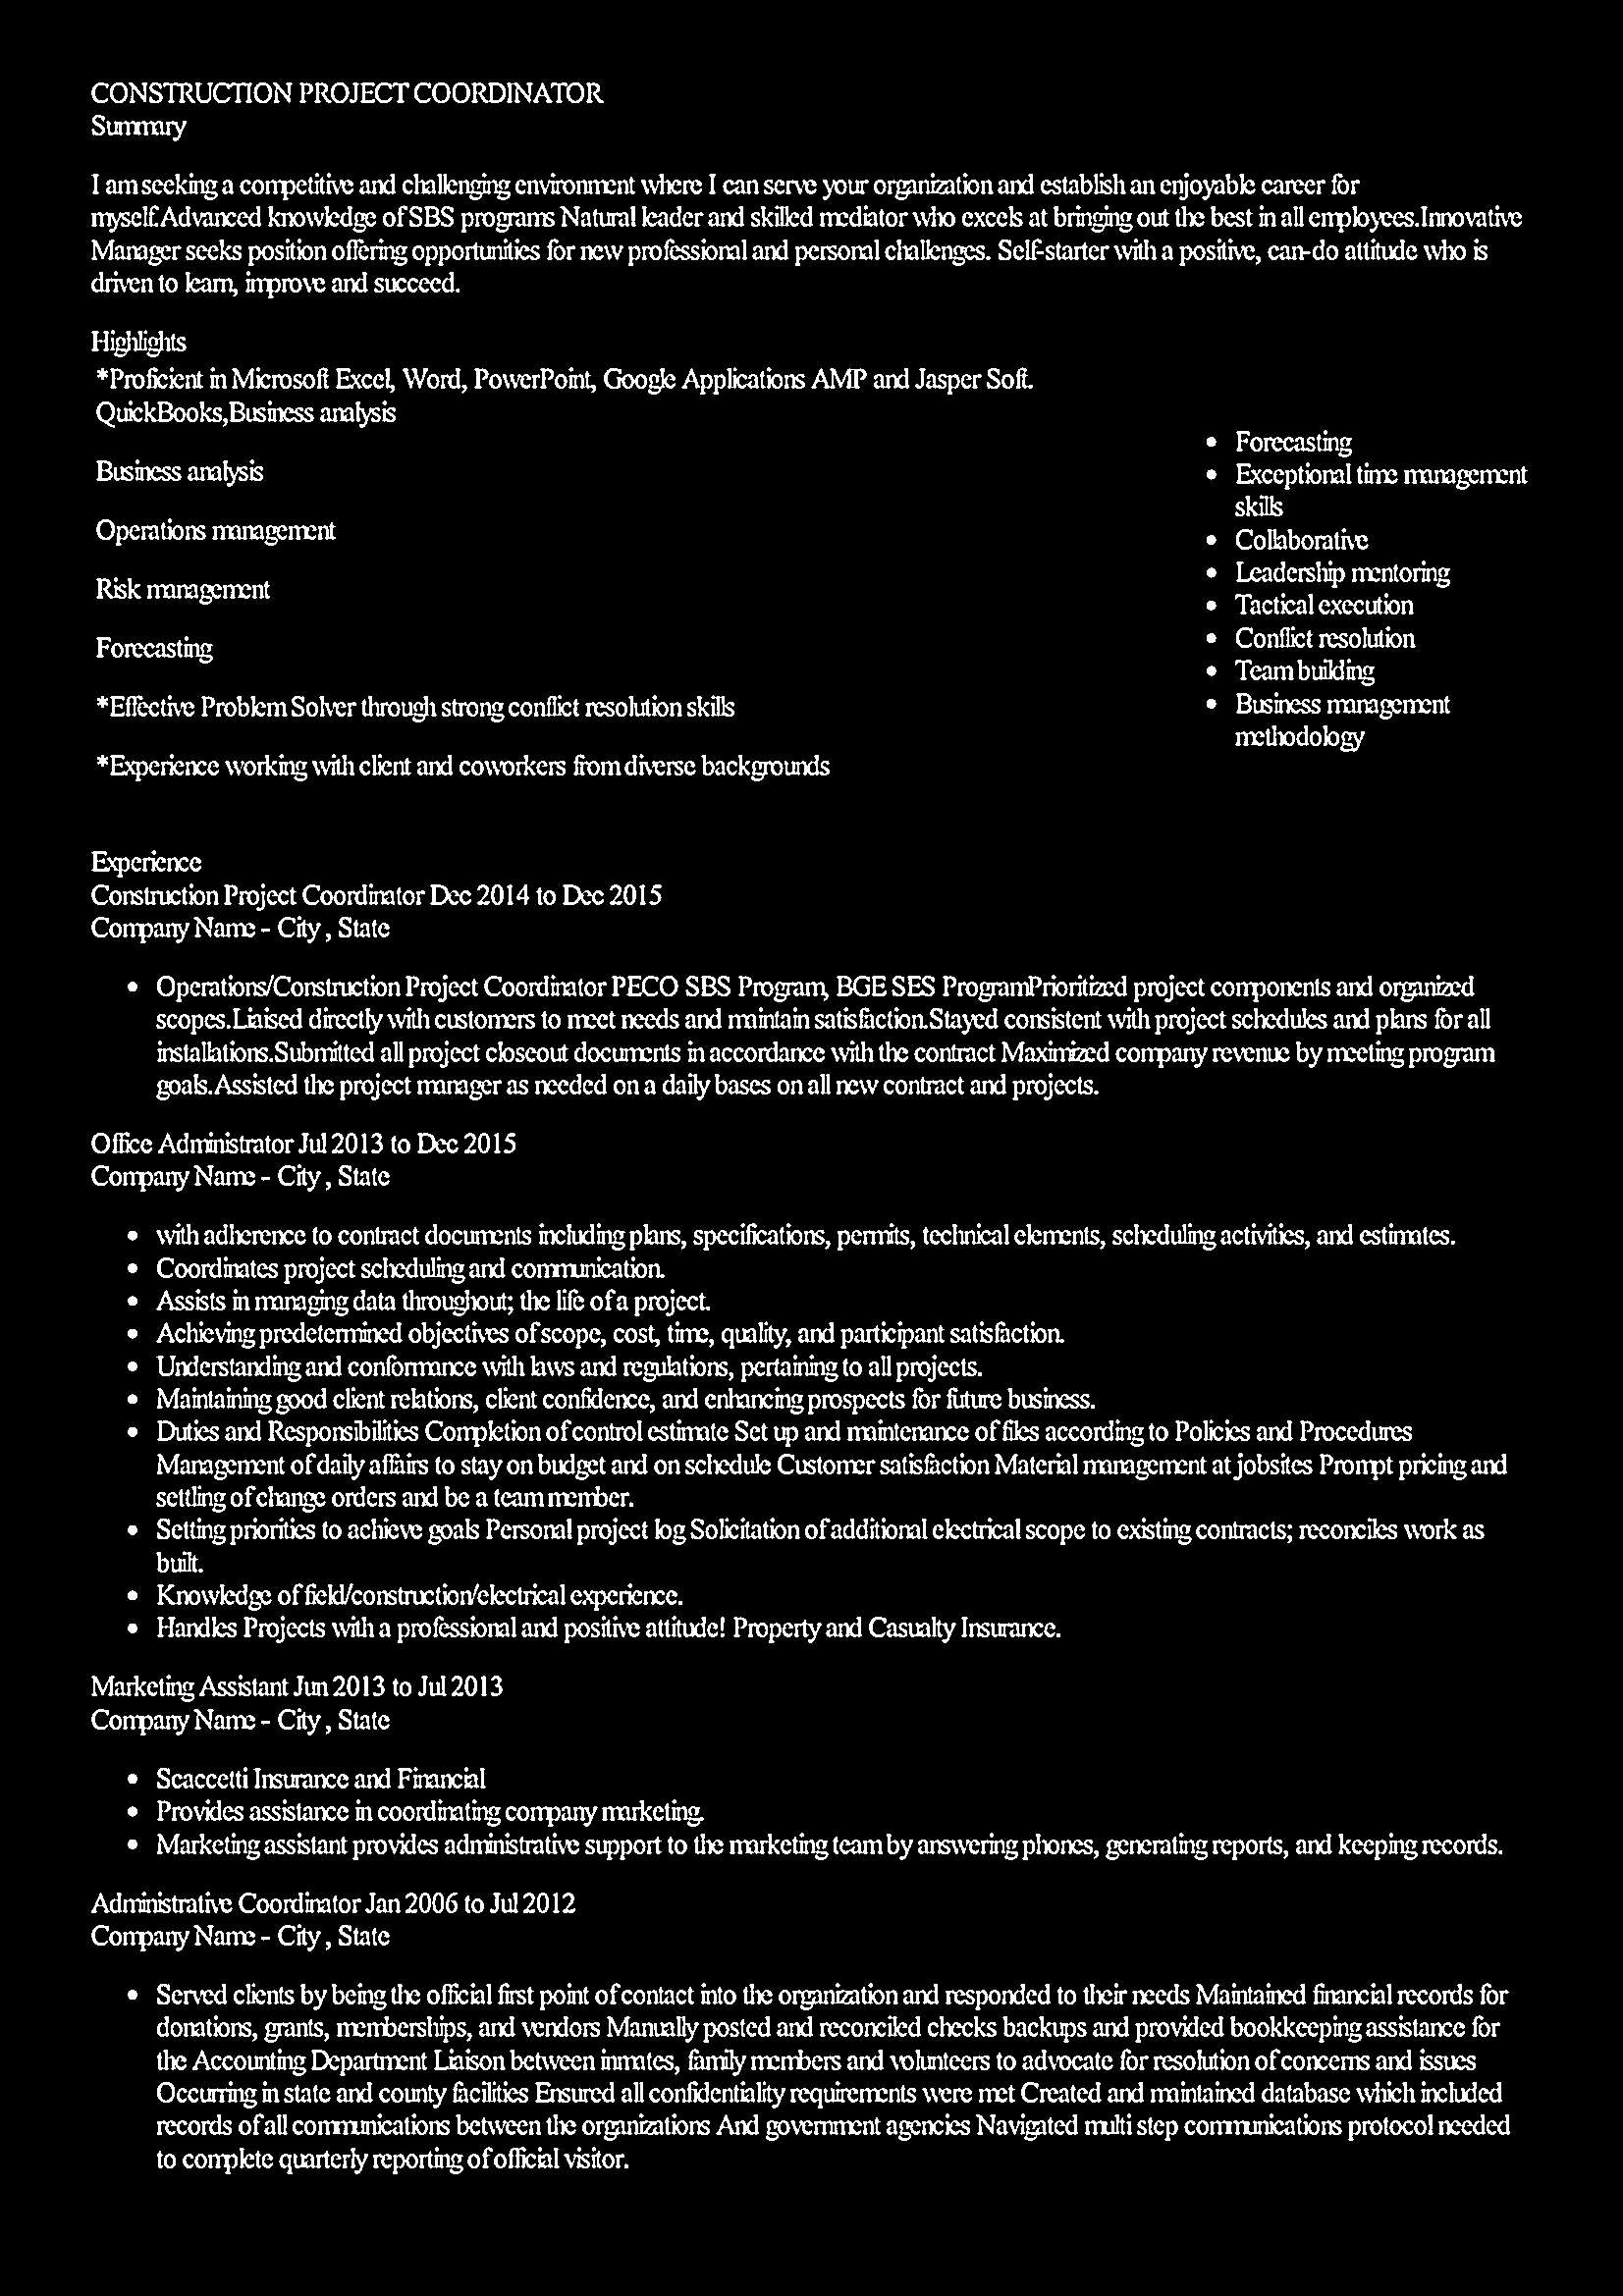 CONSTRUCTION PROJECT COORDINATOR
Summary
I am seeking a competitive and challenging environment where I can serve your organization and establish an enjoyable career for
myself.Advanced knowledge of SBS programs Natural leader and skilled mediator who excels at bringing out the best in all employees.Innovative
Manager seeks position offering opportunities for new professional and personal challenges. Self-starter with a positive, can-do attitude who is
driven to learn, improve and succeed.
Highlights
*Proficient in Microsoft Excel, Word, PowerPoint, Google Applications AMP and Jasper Soft.
QuickBooks,Business analysis
Business analysis
Operations management
Risk management
Forecasting
*Effective Problem Solver through strong conflict resolution skills
*Experience working with client and coworkers from diverse backgrounds
• Forecasting
• Exceptional time management
skills
• Collaborative
• Leadership mentoring
• Tactical execution
• Conflict resolution
• Team building
• Business management
methodology
Experience
Construction Project Coordinator Dec 2014 to Dec 2015
Company Name - City , State
• Operations/Construction Project Coordinator PECO SBS Program, BGE SES ProgramPrioritized project components and organized
scopes.Liaised directly with customers to meet needs and maintain satisfaction.Stayed consistent with project schedules and plans for all
installations.Submitted all project closeout documents in accordance with the contract Maximized company revenue by meeting program
goals.Assisted the project manager as needed on a daily bases on all new contract and projects.
Office Administrator Jul 2013 to Dec 2015
Company Name - City , State
• with adherence to contract documents including plans, specifications, permits, technical elements, scheduling activities, and estimates.
• Coordinates project scheduling and communication.
• Assists in managing data throughout; the life of a project.
• Achieving predetermined objectives of scope, cost, time, quality, and participant satisfaction.
• Understanding and conformance with laws and regulations, pertaining to all projects.
• Maintaining good client relations, client confidence, and enhancing prospects for future business.
• Duties and Responsibilities Completion of control estimate Set up and maintenance of files according to Policies and Procedures
Management of daily affairs to stay on budget and on schedule Customer satisfaction Material management at jobsites Prompt pricing and
settling of change orders and be a team member.
• Setting priorities to achieve goals Personal project log Solicitation of additional electrical scope to existing contracts; reconciles work as
built.
• Knowledge of field/construction/electrical experience.
• Handles Projects with a professional and positive attitude! Property and Casualty Insurance.
Marketing Assistant Jun 2013 to Jul 2013
Company Name - City , State
• Scaccetti Insurance and Financial
• Provides assistance in coordinating company marketing.
• Marketing assistant provides administrative support to the marketing team by answering phones, generating reports, and keeping records.
Administrative Coordinator Jan 2006 to Jul 2012
Company Name - City , State
• Served clients by being the official first point of contact into the organization and responded to their needs Maintained financial records for
donations, grants, memberships, and vendors Manually posted and reconciled checks backups and provided bookkeeping assistance for
the Accounting Department Liaison between inmates, family members and volunteers to advocate for resolution of concerns and issues
Occurring in state and county facilities Ensured all confidentiality requirements were met Created and maintained database which included
records of all communications between the organizations And government agencies Navigated multi step communications protocol needed
to complete quarterly reporting of official visitor.